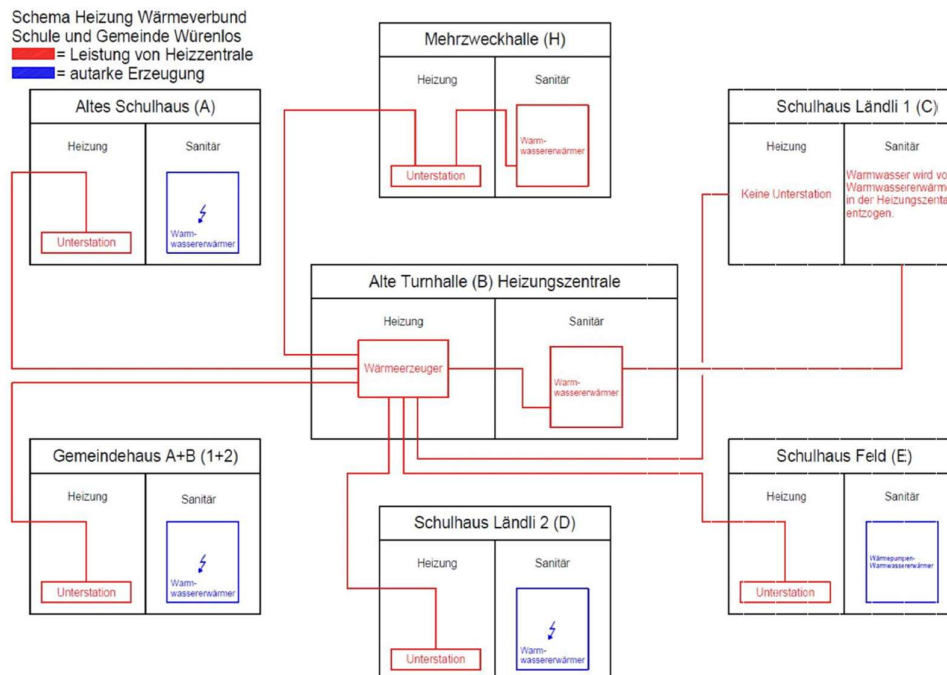 Schema Heizung Wärmeverbund
Schule und Gemeinde Würenlos
= Leistung von Heizzentrale
= autarke Erzeugung
Altes Schulhaus (A)
Heizung
Sanitär
Unterstation
Warm-
wassererwärmer
Mehrzweckhalle (H)
Heizung
Sanitär
Unterstation
Warm-
wassererwärmer
Schulhaus Ländli 1 (C)
Heizung
Sanitär
Keine Unterstation
Warmwasser wird vo
Warmwassererwärme
in der Heizungszenta
entzogen.
Alte Turnhalle (B) Heizungszentrale
Heizung
Sanitär
Wärmeerzeuger
Warm-
wassererwärmer
Gemeindehaus A+B (1+2)
Heizung
Sanitär
Unterstation
Warm-
wassererwärmer
Schulhaus Ländli 2 (D)
Heizung
Sanitär
Unterstation
Warm-
wassererwärmer
Schulhaus Feld (E)
Heizung
Sanitär
Unterstation
Wärmepumpen-
Warmwassererwärmer